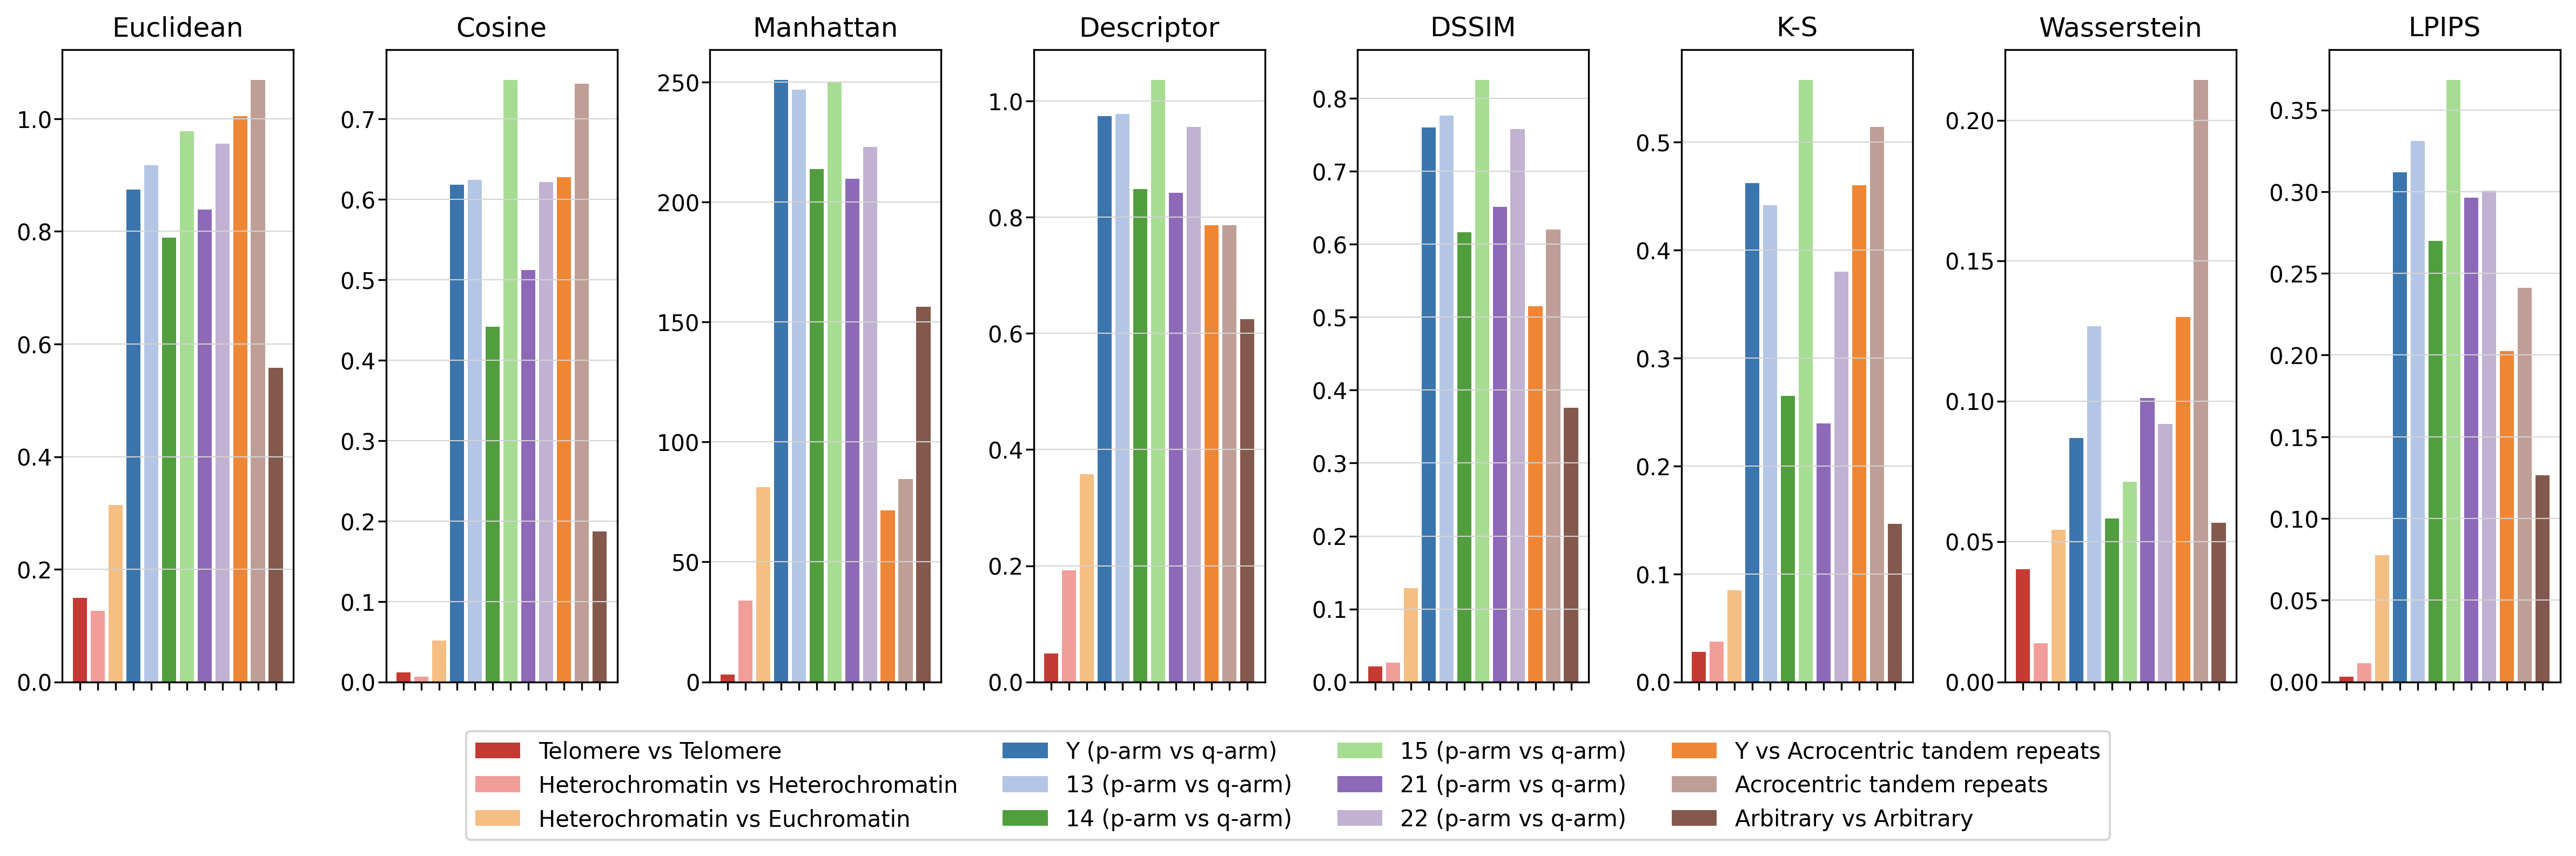 Euclidean
Cosine
Manhattan
Descriptor
DSSIM
K-S
Wasserstein
LPIPS
1.0
0.8
0.6
0.4
0.2
0.0
0.7
0.6
0.5
0.4
0.3
0.2
0.1
0.0
250
200
150
100
50
0
1.0
0.8
0.6
0.4
0.2
0.0
0.8
0.7
0.6
0.5
0.4
0.3
0.2
0.1
0.0
0.5
0.4
0.3
0.2
0.1
0.0
0.20
0.15
0.10
0.05
0.00
0.35
0.30
0.25
0.20
0.15
0.10
0.05
0.00
Telomere vs Telomere
Heterochromatin vs Heterochromatin
Heterochromatin vs Euchromatin
Y (p-arm vs q-arm)
13 (p-arm vs q-arm)
14 (p-arm vs q-arm)
15 (p-arm vs q-arm)
21 (p-arm vs q-arm)
22 (p-arm vs q-arm)
Y vs Acrocentric tandem repeats
Acrocentric tandem repeats
Arbitrary vs Arbitrary